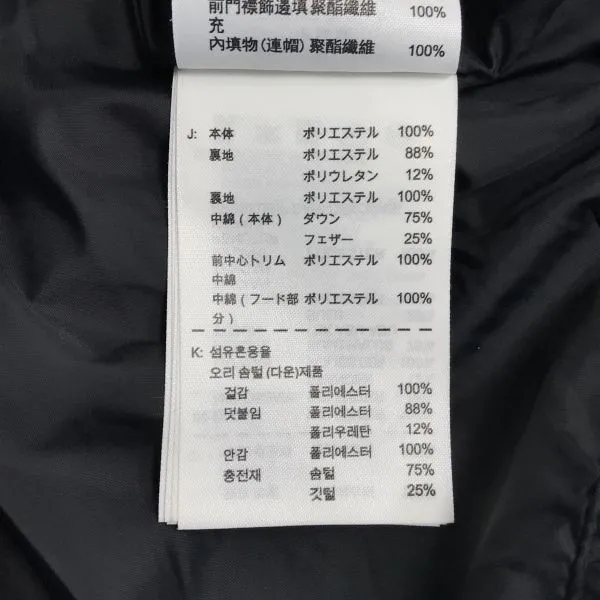 前門襟飾邊填 聚酯纖維 100%
充
內填物(連帽) 聚酯纖維 100%
J: 本体 ポリエステル 100%
裏地 ポリエステル 88%
ポリウレタン 12%
裏地 ポリエステル 100%
中綿(本体) ダウン 75%
フェザー 25%
前中心トリム ポリエステル 100%
中綿
中綿(フード部 ポリエステル 100%
分)
K: 섬유혼용율
오리 솜털(다운)제품
겉감 폴리에스터 100%
덧붙임 폴리에스터 88%
폴리우레탄 12%
안감 폴리에스터 100%
충전재 솜털 75%
깃털 25%